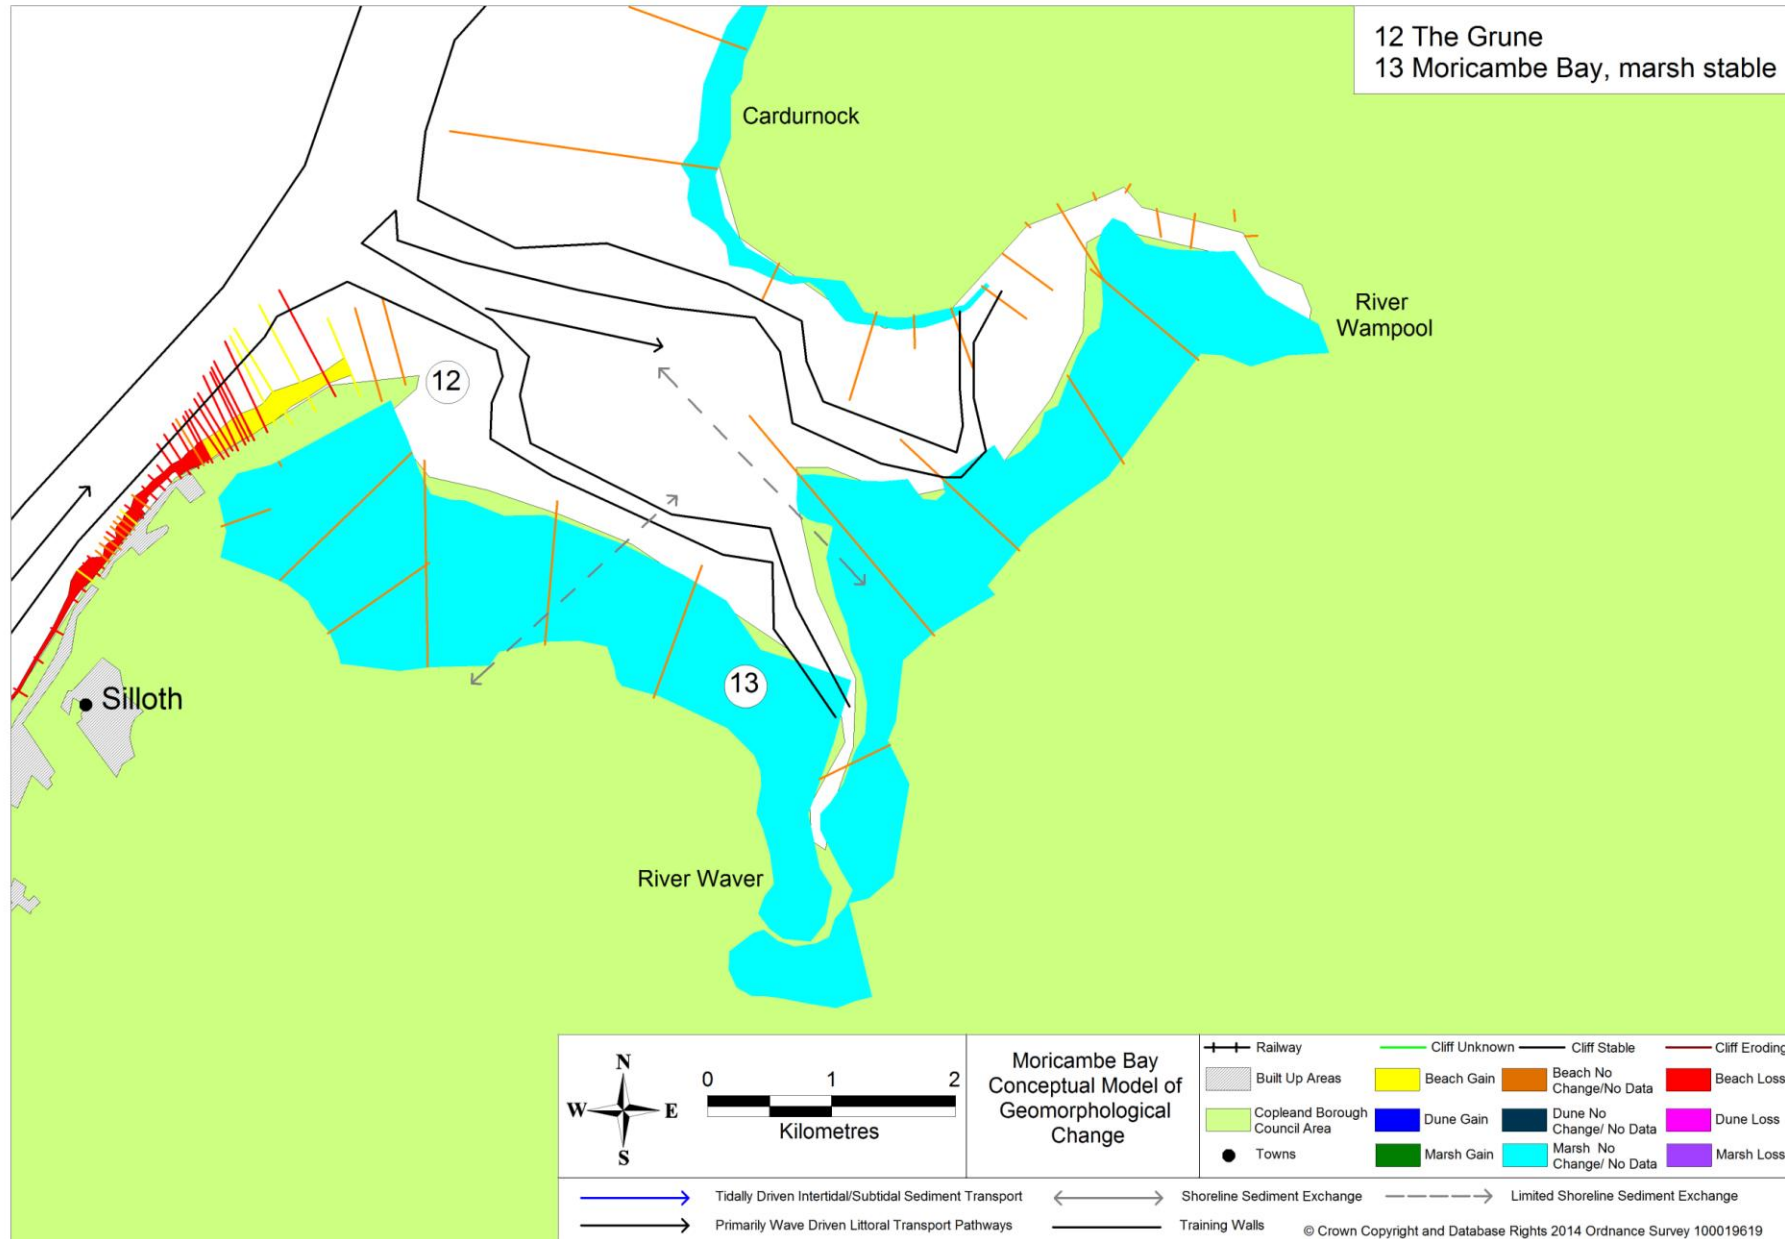 12 The Grune
13 Moricambe Bay, marsh stable
Cardurnock
River
Wampool
12
13
Silloth
River Waver
N
W E
S
0 1 2
Kilometres
Moricambe Bay
Conceptual Model of
Geomorphological
Change
Railway
Cliff Unknown
Cliff Stable
Cliff Eroding
Built Up Areas
Beach Gain
Beach No
Change/No Data
Beach Loss
Copleand Borough
Council Area
Dune Gain
Dune No
Change/ No Data
Dune Loss
Towns
Marsh Gain
Marsh No
Change/ No Data
Marsh Loss
Tidally Driven Intertidal/Subtidal Sediment Transport
Shoreline Sediment Exchange
Limited Shoreline Sediment Exchange
Primarily Wave Driven Littoral Transport Pathways
Training Walls
© Crown Copyright and Database Rights 2014 Ordnance Survey 100019619